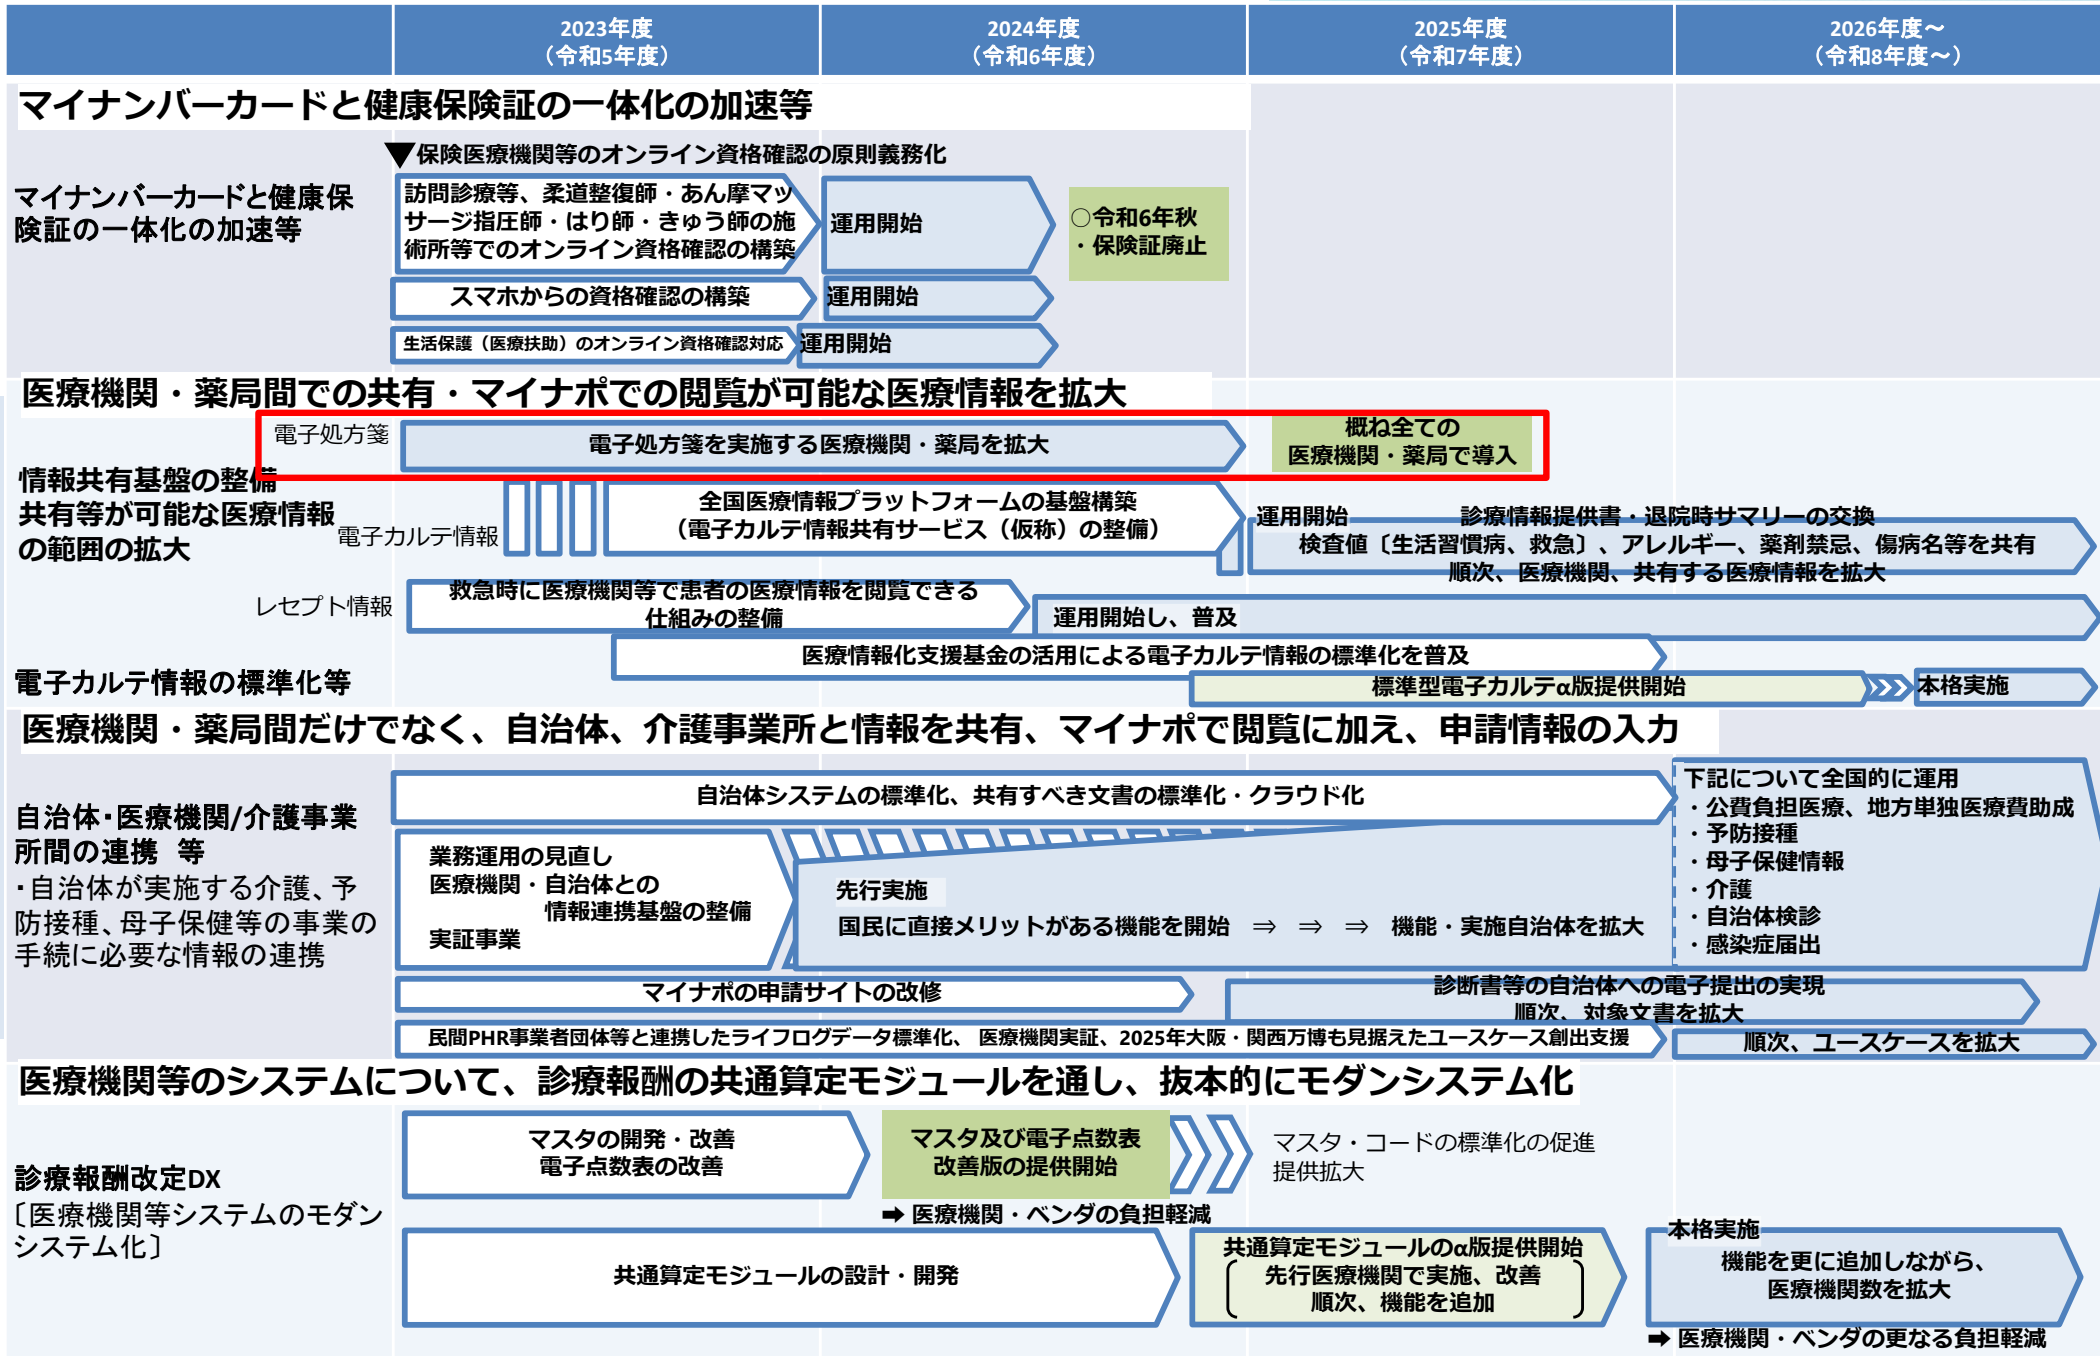 2023年度
（令和5年度）
2024年度
（令和6年度）
2025年度
（令和7年度）
2026年度～
（令和8年度～）
マイナンバーカードと健康保険証の一体化の加速等
マイナンバーカードと健康保
険証の一体化の加速等
▼保険医療機関等のオンライン資格確認の原則義務化
訪問診療等、柔道整復師・あん摩マッ
サージ指圧師・はり師・きゅう師の施
術所等でのオンライン資格確認の構築
運用開始
○令和6年秋
・保険証廃止
スマホからの資格確認の構築
運用開始
生活保護（医療扶助）のオンライン資格確認対応
運用開始
医療機関・薬局間での共有・マイナポでの閲覧が可能な医療情報を拡大
情報共有基盤の整備
共有等が可能な医療情報
の範囲の拡大
電子処方箋
電子処方箋を実施する医療機関・薬局を拡大
概ね全ての
医療機関・薬局で導入
電子カルテ情報
全国医療情報プラットフォームの基盤構築
（電子カルテ情報共有サービス（仮称）の整備）
運用開始
診療情報提供書・退院時サマリーの交換
検査値〔生活習慣病、救急〕、アレルギー、薬剤禁忌、傷病名等を共有
順次、医療機関、共有する医療情報を拡大
レセプト情報
救急時に医療機関等で患者の医療情報を閲覧できる
仕組みの整備
運用開始し、普及
電子カルテ情報の標準化等
医療情報化支援基金の活用による電子カルテ情報の標準化を普及
標準型電子カルテα版提供開始
本格実施
医療機関・薬局間だけでなく、自治体、介護事業所と情報を共有、マイナポで閲覧に加え、申請情報の入力
自治体・医療機関/介護事業
所間の連携 等
・自治体が実施する介護、予
防接種、母子保健等の事業の
手続に必要な情報の連携
自治体システムの標準化、共有すべき文書の標準化・クラウド化
業務運用の見直し
医療機関・自治体との
情報連携基盤の整備
実証事業
先行実施
国民に直接メリットがある機能を開始 ⇒ ⇒ ⇒ 機能・実施自治体を拡大
下記について全国的に運用
・公費負担医療、地方単独医療費助成
・予防接種
・母子保健情報
・介護
・自治体検診
・感染症届出
マイナポの申請サイトの改修
診断書等の自治体への電子提出の実現
順次、対象文書を拡大
民間PHR事業者団体等と連携したライフログデータ標準化、 医療機関実証、2025年大阪・関西万博も見据えたユースケース創出支援
順次、ユースケースを拡大
医療機関等のシステムについて、診療報酬の共通算定モジュールを通し、抜本的にモダンシステム化
診療報酬改定DX
〔医療機関等システムのモダン
システム化〕
マスタの開発・改善
電子点数表の改善
マスタ及び電子点数表
改善版の提供開始
➡ 医療機関・ベンダの負担軽減
マスタ・コードの標準化の促進
提供拡大
共通算定モジュールの設計・開発
共通算定モジュールのα版提供開始
先行医療機関で実施、改善
順次、機能を追加
本格実施
機能を更に追加しながら、
医療機関数を拡大
➡ 医療機関・ベンダの更なる負担軽減